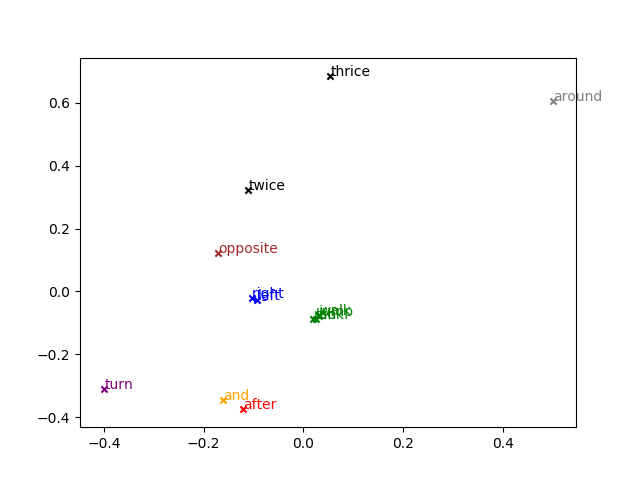 thrice
around
0.6
0.4
twice
0.2
opposite
0.0
right
left
walk
−0.2
turn
and
after
−0.4
−0.4
−0.2
0.0
0.2
0.4